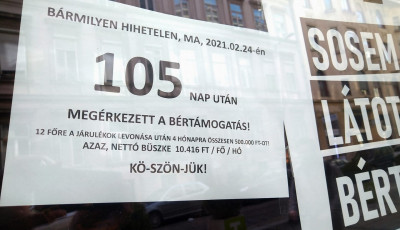 BÁRMILYEN HIHETELEN, MA, 2021.02.24-én
105 NAP UTÁN
MEGÉRKEZETT A BÉRTÁMOGATÁS!
12 FŐRE A JÁRULÉKOK LEVONÁSA UTÁN 4 HÓNAPRA ÖSSZESEN 500.000 FT-OT!
AZAZ, NETTÓ BÜSZKE 10.416 FT / FŐ / HÓ
KÖ-SZÖN-JÜK!
SOSEM
LÁTOT
BÉRT